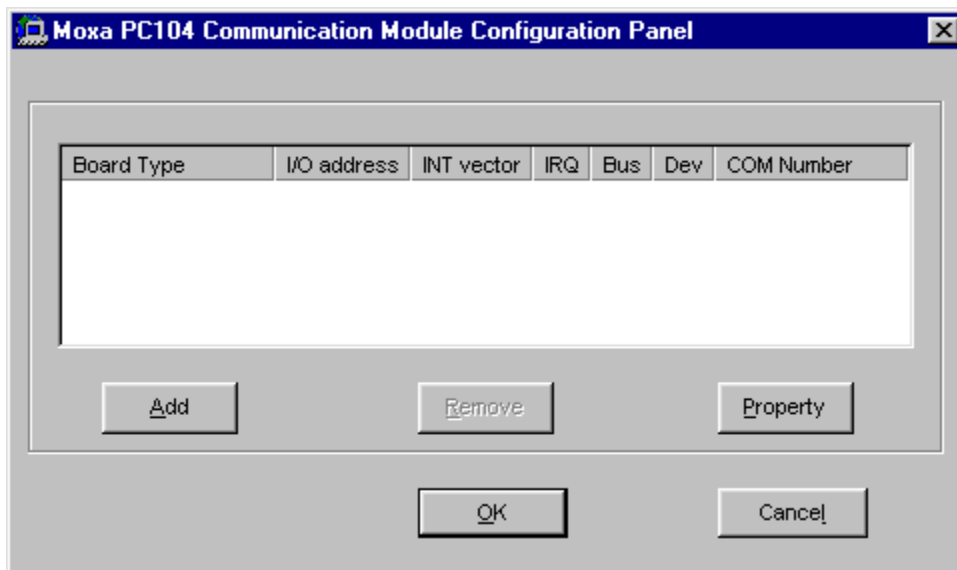 Moxa PC104 Communication Module Configuration Panel
Board Type I/O address INT vector IRQ Bus Dev COM Number
Add Remove Property
OK Cancel